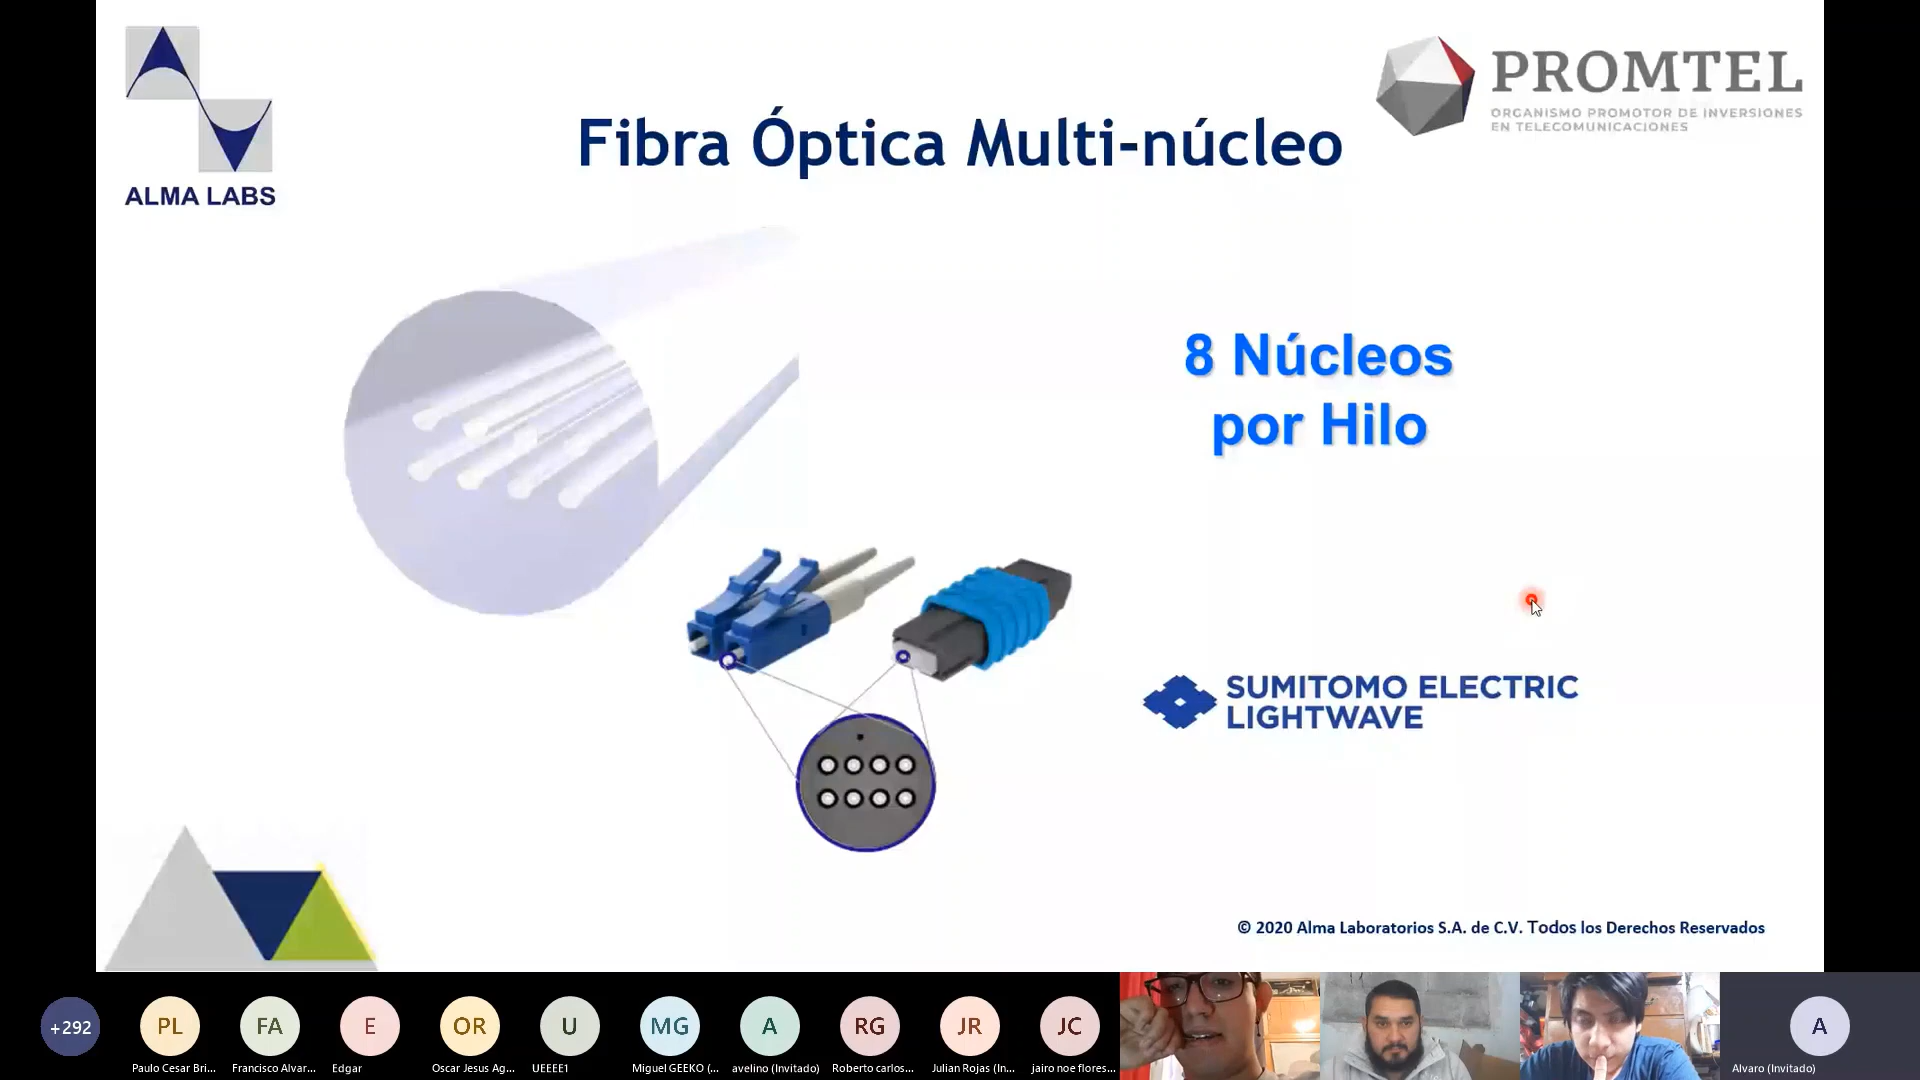 ALMA LABS
PROMTEL
ORGANISMO PROMOTOR DE INVERSIONES
EN TELECOMUNICACIONES
Fibra Óptica Multi-núcleo
8 Núcleos
por Hilo
SUMITOMO ELECTRIC
LIGHTWAVE
© 2020 Alma Laboratorios S.A. de C.V. Todos los Derechos Reservados
+292
PL
FA
E
OR
U
MG
A
RG
JR
JC
A
Paulo Cesar Bri...
Francisco Alvar...
Edgar
Oscar Jesus Ag...
UEEEE1
Miguel GEEKO (...
avelino (Invitado)
Roberto carlos...
Julian Rojas (In...
jairo noe flores...
Alvaro (Invitado)